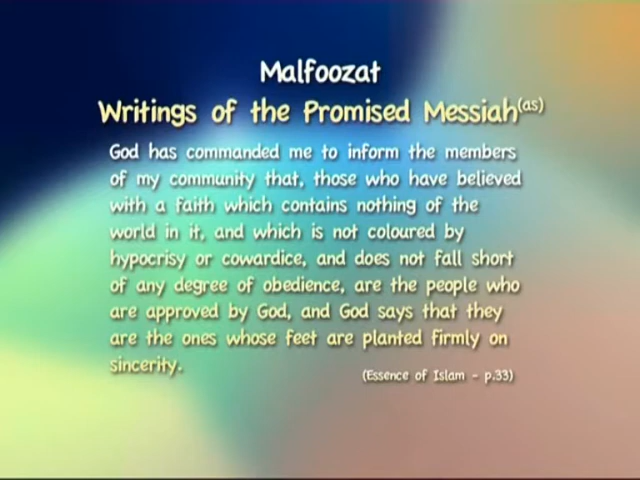 Malfoozat
Writings of the Promised Messiah(as)
God has commanded me to inform the members
of my community that, those who have believed
with a faith which contains nothing of the
world in it, and which is not coloured by
hypocrisy or cowardice, and does not fall short
of any degree of obedience, are the people who
are approved by God, and God says that they
are the ones whose feet are planted firmly on
sincerity.
(Essence of Islam - p.33)